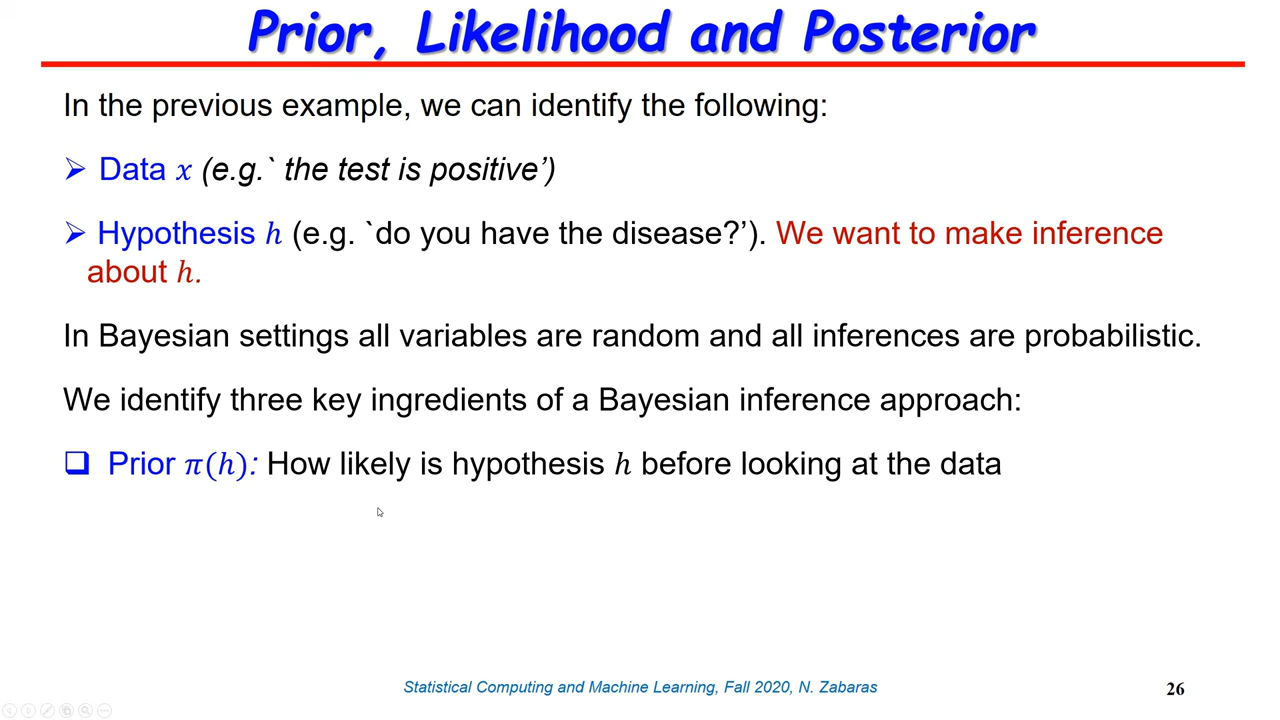 Prior, Likelihood and Posterior
In the previous example, we can identify the following:
➢ Data 𝑥 (e.g.` the test is positive’)
➢ Hypothesis ℎ (e.g. `do you have the disease?’). We want to make inference
about ℎ.
In Bayesian settings all variables are random and all inferences are probabilistic.
We identify three key ingredients of a Bayesian inference approach:
❑ Prior 𝜋(ℎ): How likely is hypothesis ℎ before looking at the data
Statistical Computing and Machine Learning, Fall 2020, N. Zabaras
26